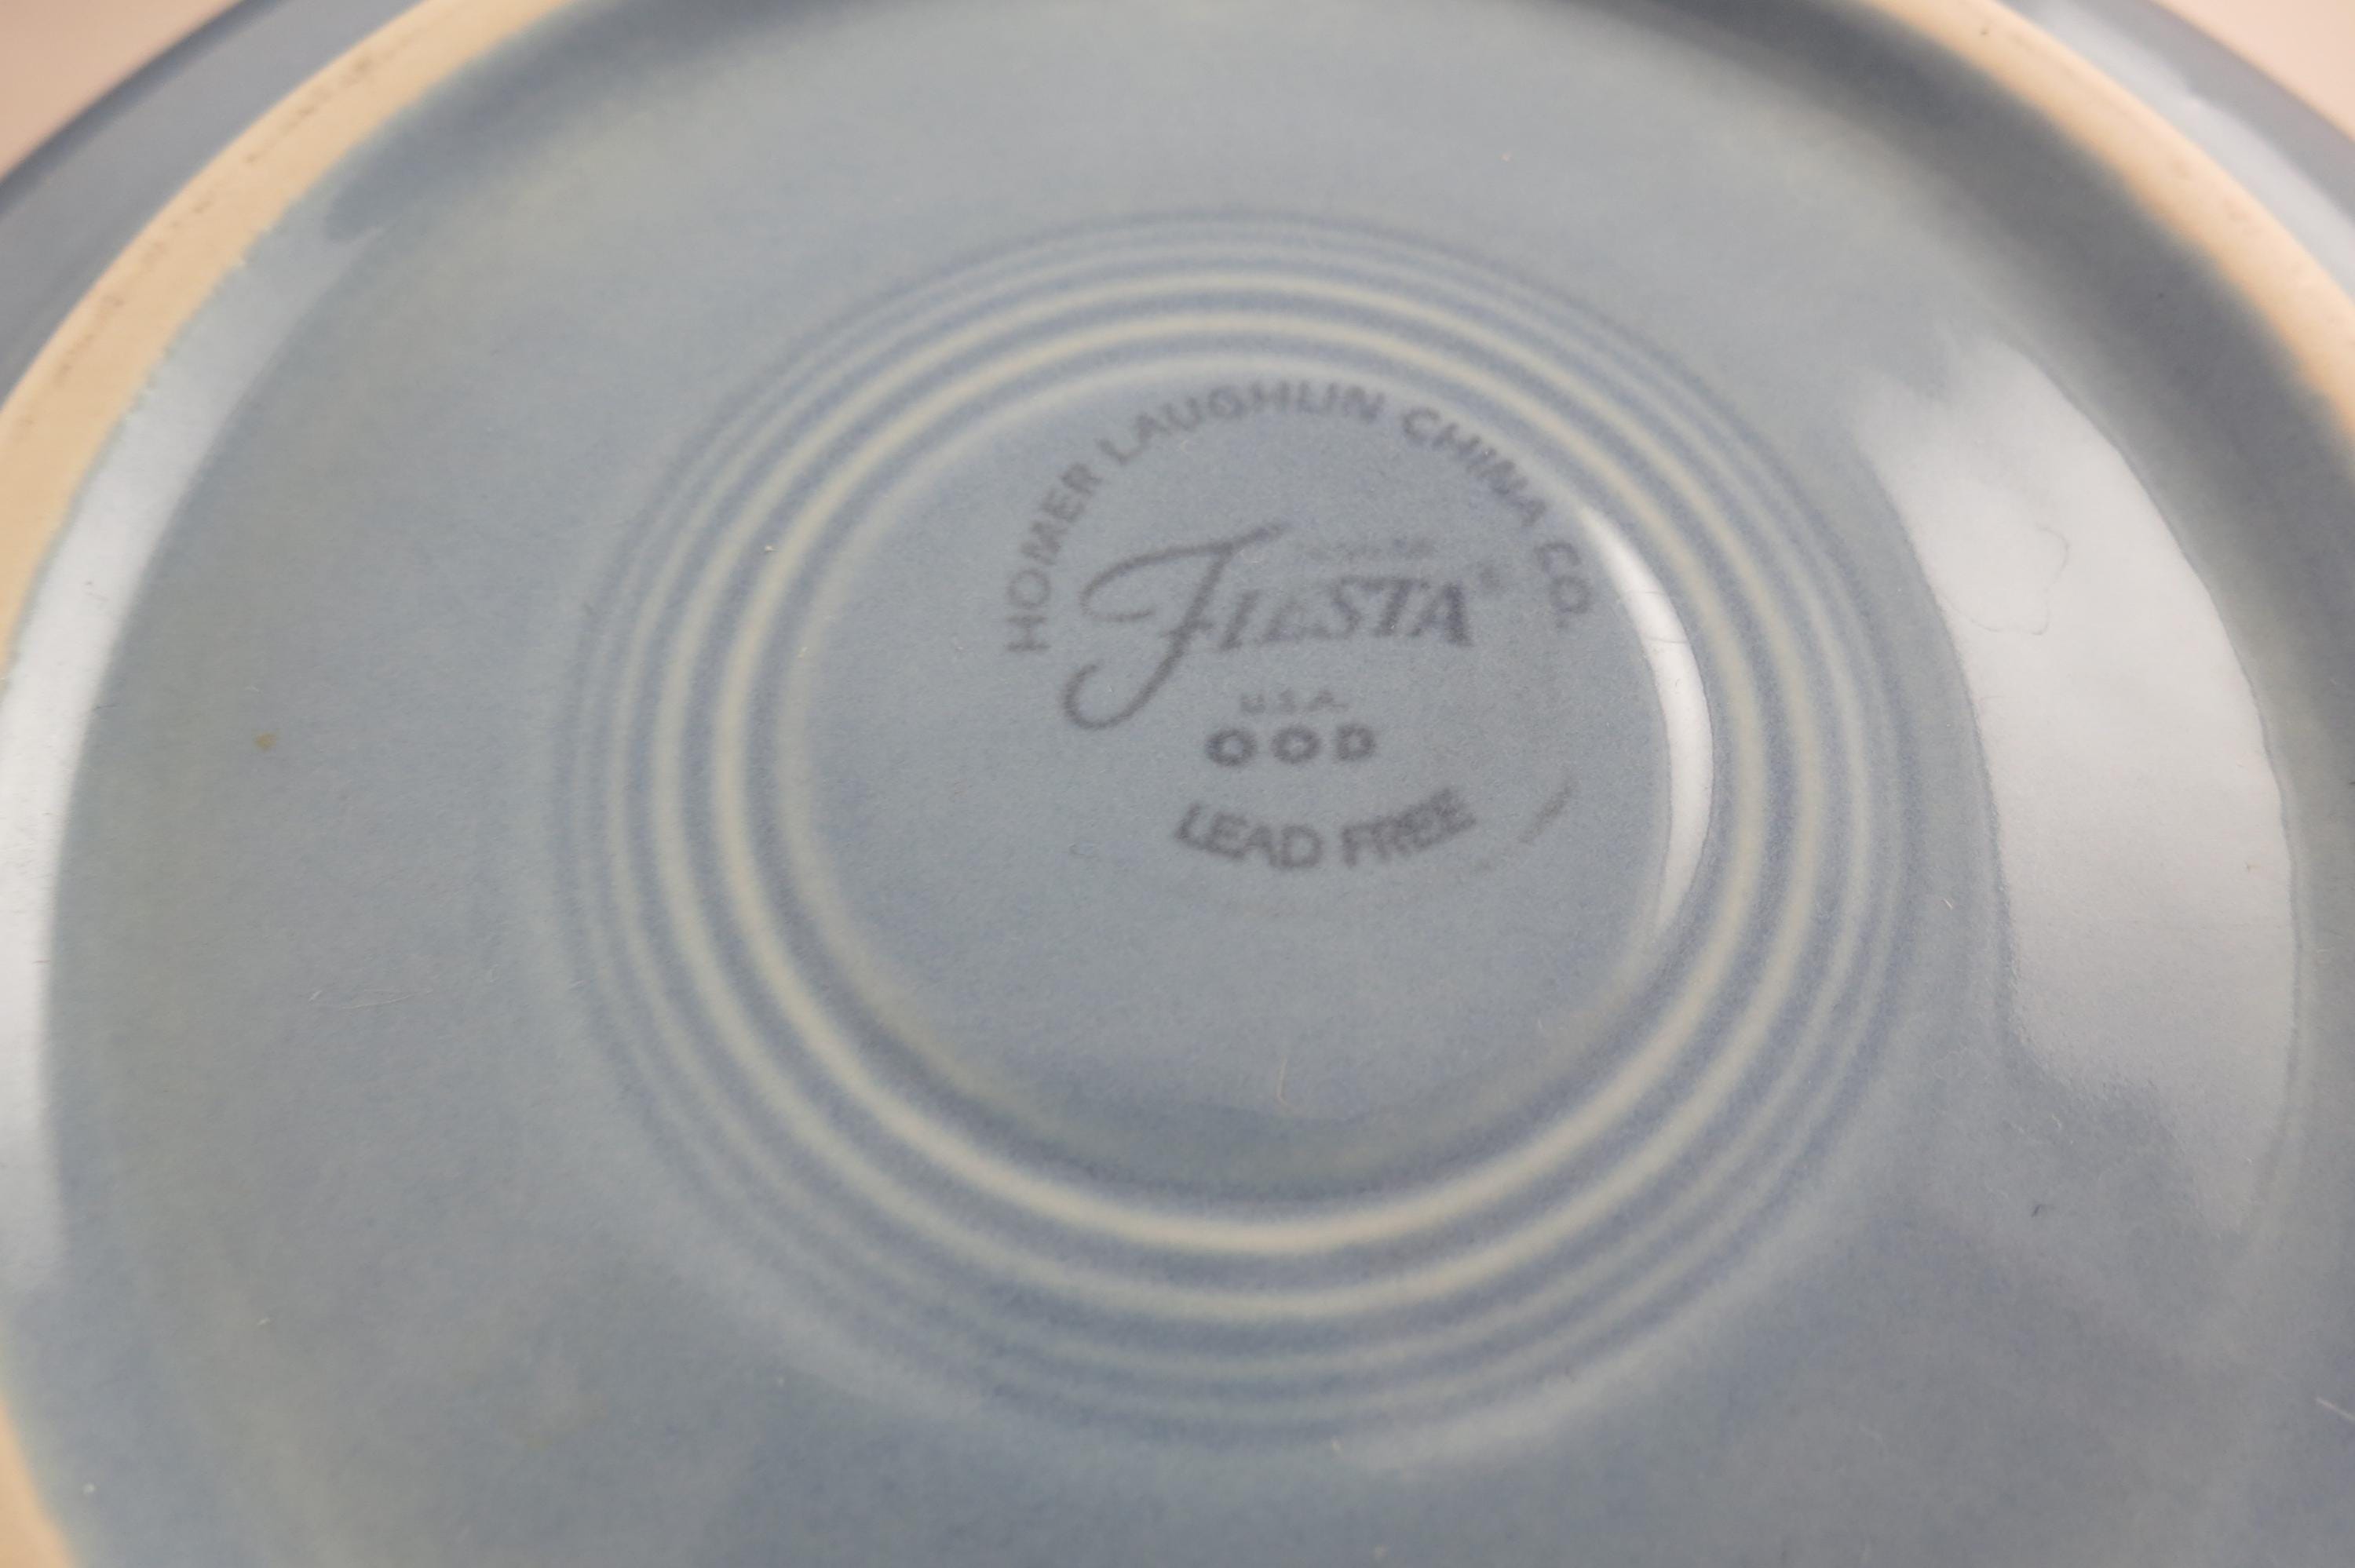 HOMER LAUGHLIN CHINA CO.
FIESTA®
U.S.A.
OOD
LEAD FREE